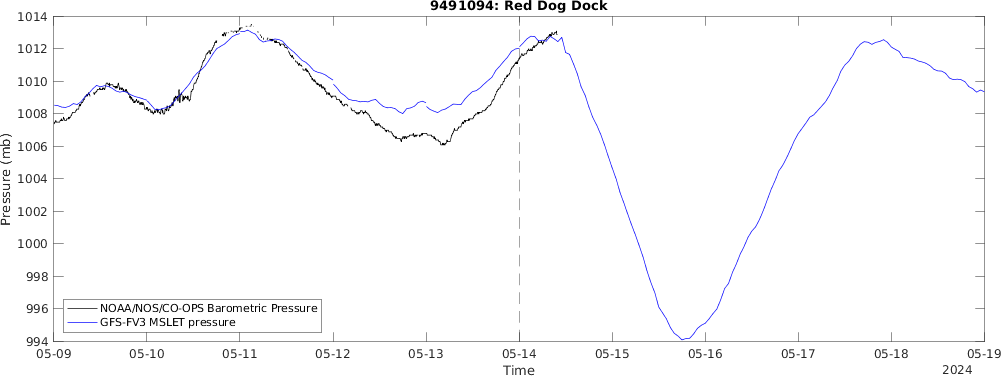 9491094: Red Dog Dock
Pressure (mb)
1014
1012
1010
1008
1006
1004
1002
1000
998
996
994
NOAA/NOS/CO-OPS Barometric Pressure
GFS-FV3 MSLET pressure
05-09 05-10 05-11 05-12 05-13 05-14 05-15 05-16 05-17 05-18 05-19
Time
2024